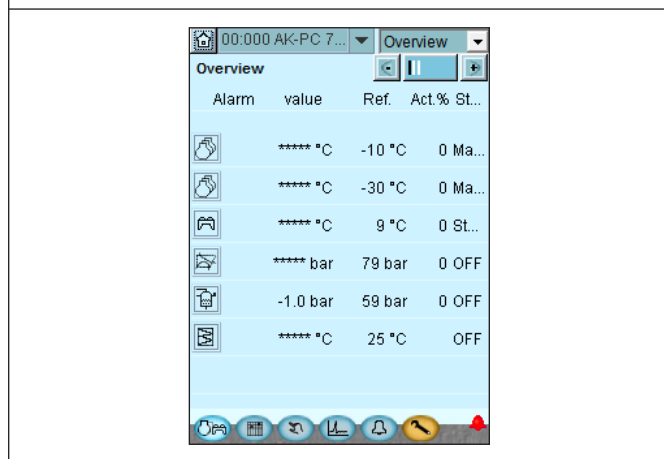 00:000 AK-PC 7... Overview
Overview
Alarm value Ref. Act.% St...
***** °C -10 °C 0 Ma...
***** °C -30 °C 0 Ma...
***** °C 9 °C 0 St...
***** bar 79 bar 0 OFF
-1.0 bar 59 bar 0 OFF
***** °C 25 °C OFF